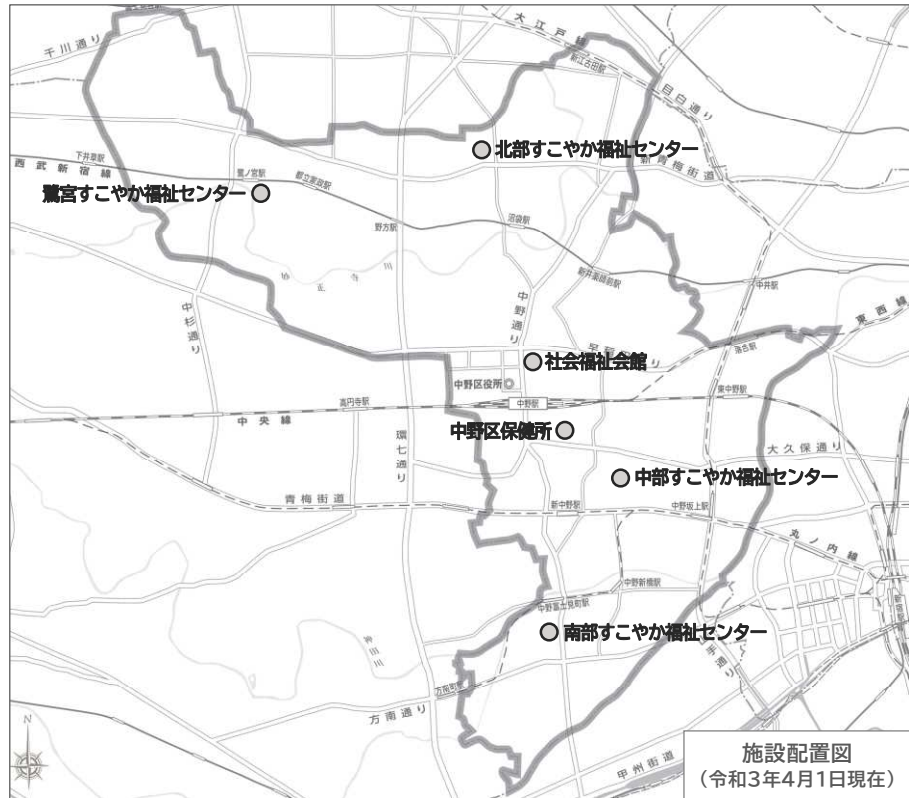 千川通り
大江戸線
新江古田駅
目白通り
北部すこやか福祉センター
新青梅街道
下井草駅
西武新宿線
鷺ノ宮駅
都立家政駅
鷺宮すこやか福祉センター
沼袋駅
野方駅
妙正寺川
新井薬師前駅
中井駅
中野通り
中杉通り
東西線
落合駅
社会福祉会館
中野区役所
東中野駅
高円寺駅
中野駅
中央線
中野区保健所
環七通り
大久保通り
中部すこやか福祉センター
青梅街道
新中野駅
中野坂上駅
丸ノ内線
中野新橋駅
中野富士見町駅
南部すこやか福祉センター
方南町駅
方南通り
甲州街道
N
施設配置図
(令和3年4月1日現在)